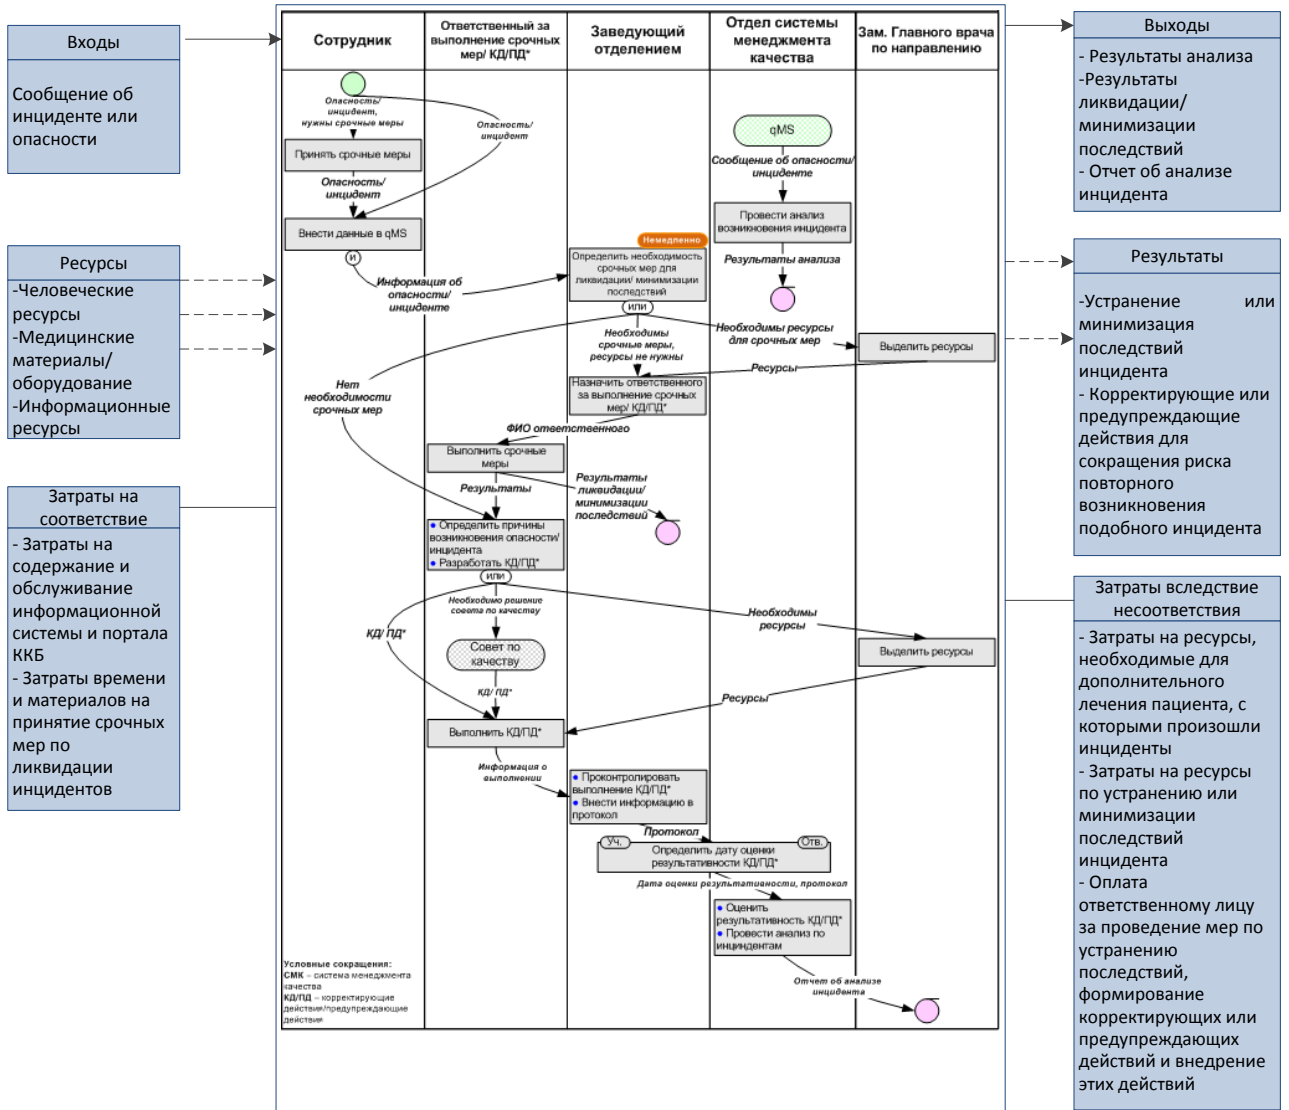 Входы
Сообщение об
инциденте или
опасности
Ресурсы
-Человеческие
ресурсы
-Медицинские
материалы/
оборудование
-Информационные
ресурсы
Затраты на
соответствие
- Затраты на
содержание и
обслуживание
информационной
системы и портала
ККБ
- Затраты времени
и материалов на
принятие срочных
мер по
ликвидации
инцидентов
Сотрудник
Ответственный за
выполнение срочных
мер/ КД/ПД*
Заведующий
отделением
Отдел системы
менеджмента
качества
Зам. Главного врача
по направлению
Опасность/
инцидент,
нужны срочные меры
Опасность/
инцидент
Принять срочные меры
Опасность/
инцидент
Внести данные в qMS
И
Информация об
опасности/
инциденте
qMS
Сообщение об опасности/
инциденте
Провести анализ
возникновения инцидента
Результаты анализа
Немедленно
Определить необходимость
срочных мер для
ликвидации/ минимизации
последствий
ИЛИ
Необходимы
срочные меры,
ресурсы не нужны
Необходимы ресурсы
для срочных мер
Выделить ресурсы
Ресурсы
Нет
необходимости
срочных мер
Назначить ответственного
за выполнение срочных
мер/ КД/ПД*
ФИО ответственного
Выполнить срочные
меры
Результаты
Результаты
ликвидации/
минимизации
последствий
● Определить причины
возникновения опасности/
инцидента
● Разработать КД/ПД*
ИЛИ
Необходимо решение
совета по качеству
КД/ ПД*
Необходимы
ресурсы
Совет по
качеству
Выделить ресурсы
КД/ ПД*
Ресурсы
Выполнить КД/ПД*
Информация о
выполнении
● Проконтролировать
выполнение КД/ПД*
● Внести информацию в
протокол
Протокол
Уч.
Отв.
Определить дату оценки
результативности КД/ПД*
Дата оценки результативности, протокол
● Оценить
результативность КД/ПД*
● Провести анализ по
инциндентам
Отчет об анализе
инцидента
Условные сокращения:
СМК – система менеджмента
качества
КД/ПД – корректирующие
действия/предупреждающие
действия
Выходы
- Результаты анализа
-Результаты
ликвидации/
минимизации
последствий
- Отчет об анализе
инцидента
Результаты
-Устранение или
минимизация
последствий
инцидента
- Корректирующие или
предупреждающие
действия для
сокращения риска
повторного
возникновения
подобного инцидента
Затраты вследствие
несоответствия
- Затраты на ресурсы,
необходимые для
дополнительного
лечения пациента, с
которыми произошли
инциденты
- Затраты на ресурсы
по устранению или
минимизации
последствий
инцидента
- Оплата
ответственному лицу
за проведение мер по
устранению
последствий,
формирование
корректирующих или
предупреждающих
действий и внедрение
этих действий